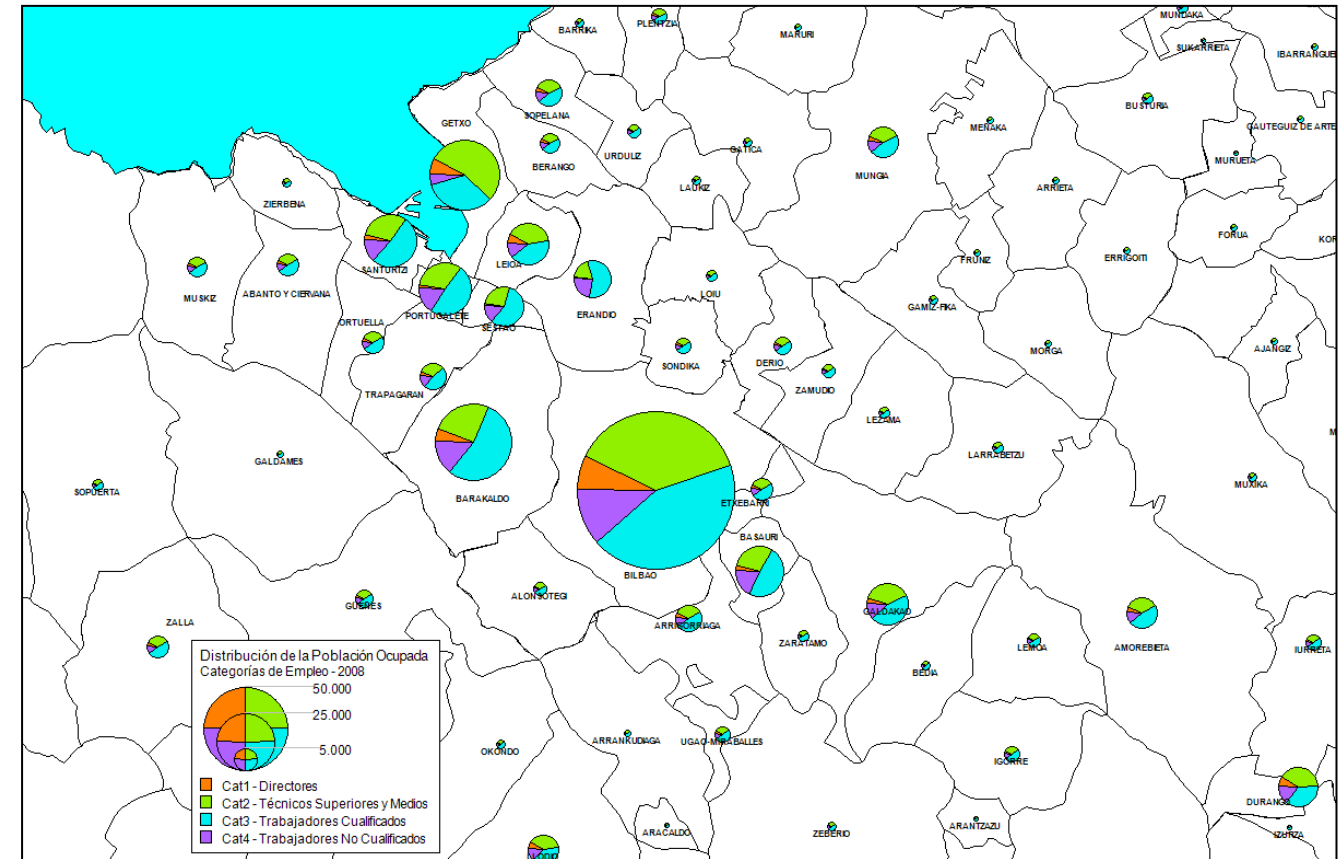 BARRIKA
PLENTZIA
MARURI
MUNDAKA
SUKARRIETA
IBARRANGUE
SOPELANA
GETXO
BERANGO
URDULIZ
GATICA
MUNGIA
MENAKA
BUSTURIA
GAUTEGUIZ DE ARTE
MURUETA
ZIERBENA
LAUKIZ
ARRIETA
SANTURTZI
LEIOA
MUSKIZ
ABANTO Y CIERVANA
PORTUGALETE
SESTAO
ERANDIO
LOIU
FRUNIZ
ERRIGOITI
FORUA
KOR
GAMIZ-FIKA
ORTUELLA
TRAPAGARAN
SONDIKA
DERIO
ZAMUDIO
MORGA
AJANGIZ
LEZAMA
M
BARAKALDO
GALDAMES
SOPUERTA
LARRABETZU
MUXIKA
ETXEBARRI
BASAURI
BILBAO
ALONSOTEGI
GUEÑES
ZALLA
ARRIGORRIAGA
GALDAKAO
ZARATAMO
BEDIA
LEMOA
AMOREBIETA
IURRETA
OKONDO
ARRANKUDIAGA
UGAO-MIRABALLES
IGORRE
DURANGO
ARACALDO
ZEBERIO
ARANTZAZU
IZURZA
LODIO
Distribución de la Población Ocupada
Categorías de Empleo - 2008
50.000
25.000
5.000
Cat1 - Directores
Cat2 - Técnicos Superiores y Medios
Cat3 - Trabajadores Cualificados
Cat4 - Trabajadores No Cualificados